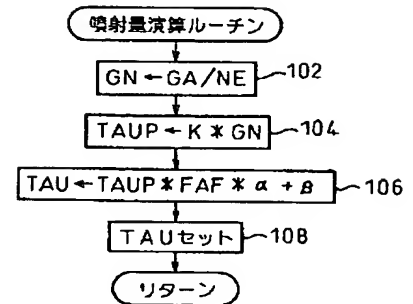 噴射量演算ルーチン
GN←GA/NE 102
TAUP←K*GN 104
TAU←TAUP*FAF*α+β 106
TAUセット 108
リターン